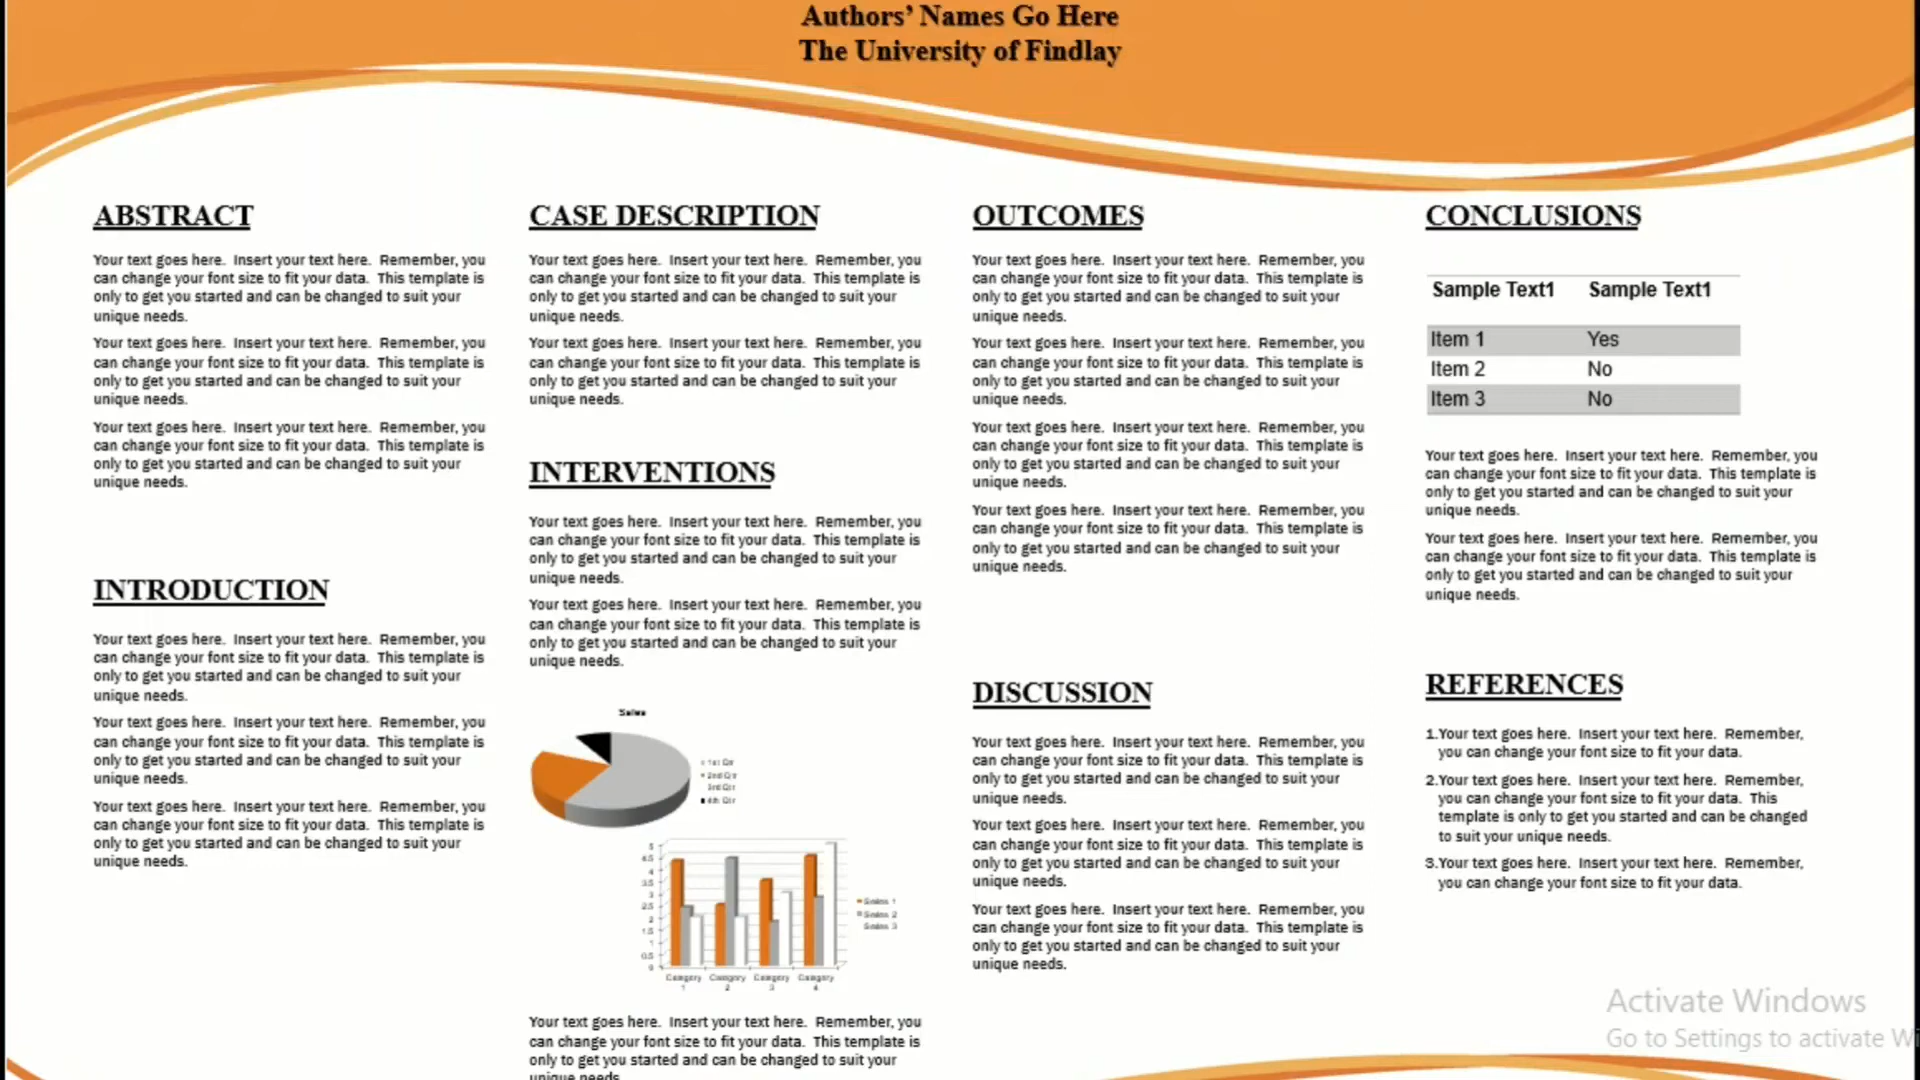 Authors’ Names Go Here
The University of Findlay
ABSTRACT
Your text goes here. Insert your text here. Remember, you
can change your font size to fit your data. This template is
only to get you started and can be changed to suit your
unique needs.
Your text goes here. Insert your text here. Remember, you
can change your font size to fit your data. This template is
only to get you started and can be changed to suit your
unique needs.
Your text goes here. Insert your text here. Remember, you
can change your font size to fit your data. This template is
only to get you started and can be changed to suit your
unique needs.
INTRODUCTION
Your text goes here. Insert your text here. Remember, you
can change your font size to fit your data. This template is
only to get you started and can be changed to suit your
unique needs.
Your text goes here. Insert your text here. Remember, you
can change your font size to fit your data. This template is
only to get you started and can be changed to suit your
unique needs.
Your text goes here. Insert your text here. Remember, you
can change your font size to fit your data. This template is
only to get you started and can be changed to suit your
unique needs.
CASE DESCRIPTION
Your text goes here. Insert your text here. Remember, you
can change your font size to fit your data. This template is
only to get you started and can be changed to suit your
unique needs.
Your text goes here. Insert your text here. Remember, you
can change your font size to fit your data. This template is
only to get you started and can be changed to suit your
unique needs.
INTERVENTIONS
Your text goes here. Insert your text here. Remember, you
can change your font size to fit your data. This template is
only to get you started and can be changed to suit your
unique needs.
Your text goes here. Insert your text here. Remember, you
can change your font size to fit your data. This template is
only to get you started and can be changed to suit your
unique needs.
Sales
1st Qtr
2nd Qtr
3rd Qtr
4th Qtr
5
4.5
4
3.5
3
2.5
2
1.5
1
0.5
0
Category 1
Category 2
Category 3
Category 4
Series 1
Series 2
Series 3
Your text goes here. Insert your text here. Remember, you
can change your font size to fit your data. This template is
only to get you started and can be changed to suit your
unique needs.
OUTCOMES
Your text goes here. Insert your text here. Remember, you
can change your font size to fit your data. This template is
only to get you started and can be changed to suit your
unique needs.
Your text goes here. Insert your text here. Remember, you
can change your font size to fit your data. This template is
only to get you started and can be changed to suit your
unique needs.
Your text goes here. Insert your text here. Remember, you
can change your font size to fit your data. This template is
only to get you started and can be changed to suit your
unique needs.
Your text goes here. Insert your text here. Remember, you
can change your font size to fit your data. This template is
only to get you started and can be changed to suit your
unique needs.
DISCUSSION
Your text goes here. Insert your text here. Remember, you
can change your font size to fit your data. This template is
only to get you started and can be changed to suit your
unique needs.
Your text goes here. Insert your text here. Remember, you
can change your font size to fit your data. This template is
only to get you started and can be changed to suit your
unique needs.
Your text goes here. Insert your text here. Remember, you
can change your font size to fit your data. This template is
only to get you started and can be changed to suit your
unique needs.
CONCLUSIONS
Sample Text1 Sample Text1
Item 1 Yes
Item 2 No
Item 3 No
Your text goes here. Insert your text here. Remember, you
can change your font size to fit your data. This template is
only to get you started and can be changed to suit your
unique needs.
Your text goes here. Insert your text here. Remember, you
can change your font size to fit your data. This template is
only to get you started and can be changed to suit your
unique needs.
REFERENCES
1.Your text goes here. Insert your text here. Remember,
you can change your font size to fit your data.
2.Your text goes here. Insert your text here. Remember,
you can change your font size to fit your data. This
template is only to get you started and can be changed
to suit your unique needs.
3.Your text goes here. Insert your text here. Remember,
you can change your font size to fit your data.
Activate Windows
Go to Settings to activate Wi